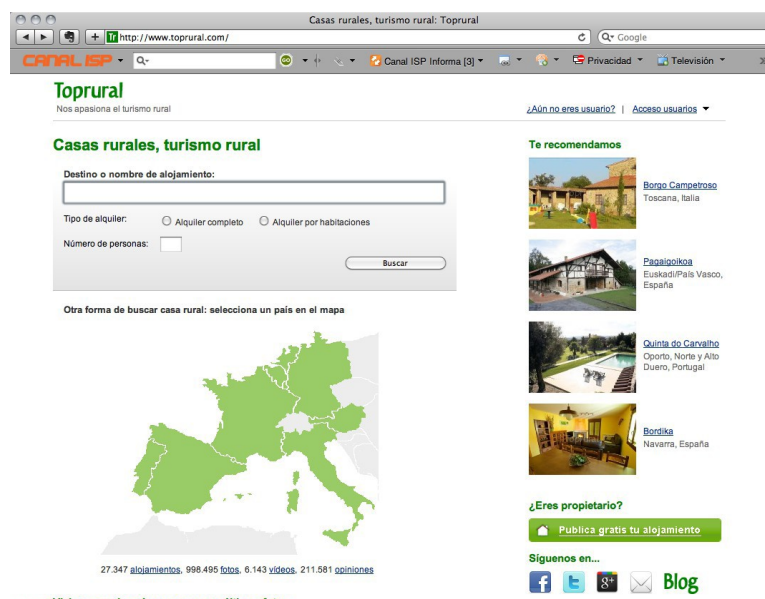 Casas rurales, turismo rural: Toprural
http://www.toprural.com/
Google
CANAL ISP
GO
Canal ISP Informa [3]
Privacidad
Televisión
Toprural
Nos apasiona el turismo rural
¿Aún no eres usuario? | Acceso usuarios
Casas rurales, turismo rural
Destino o nombre de alojamiento:
Tipo de alquiler:
Alquiler completo
Alquiler por habitaciones
Número de personas:
Buscar
Otra forma de buscar casa rural: selecciona un país en el mapa
27.347 alojamientos, 998.495 fotos, 6.143 vídeos, 211.581 opiniones
Te recomendamos
Borgo Campetroso
Toscana, Italia
Pagaigoikoa
Euskadi/País Vasco,
España
Quinta do Carvalho
Oporto, Norte y Alto
Duero, Portugal
Bordika
Navarra, España
¿Eres propietario?
Publica gratis tu alojamiento
Síguenos en...
Blog